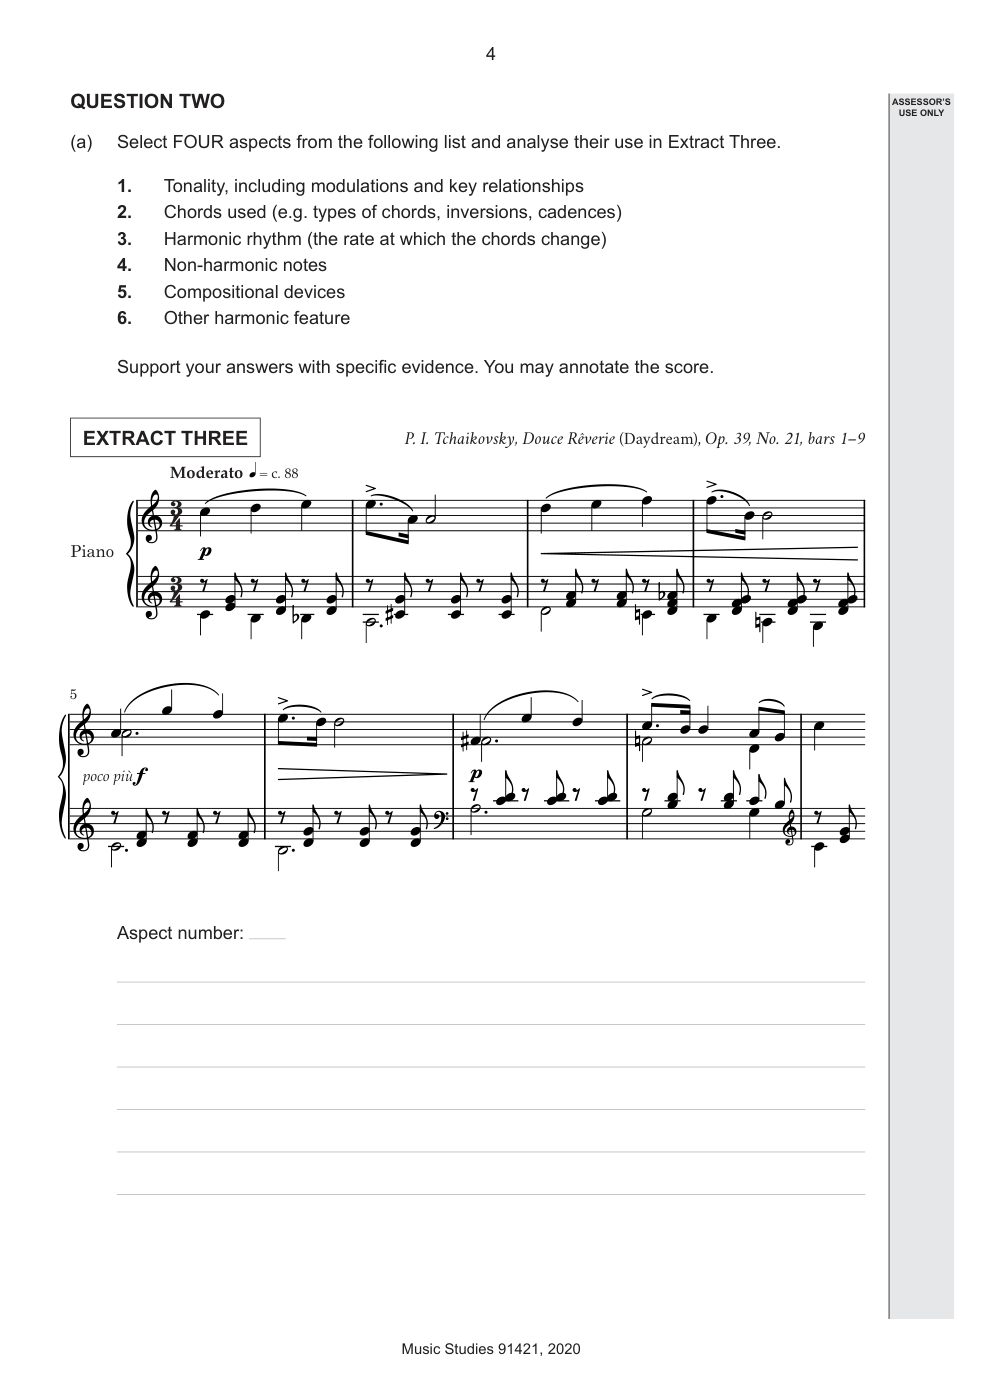 4
QUESTION TWO
ASSESSOR'S
USE ONLY
(a) Select FOUR aspects from the following list and analyse their use in Extract Three.
1. Tonality, including modulations and key relationships
2. Chords used (e.g. types of chords, inversions, cadences)
3. Harmonic rhythm (the rate at which the chords change)
4. Non-harmonic notes
5. Compositional devices
6. Other harmonic feature
Support your answers with specific evidence. You may annotate the score.
EXTRACT THREE
P. I. Tchaikovsky, Douce Rêverie (Daydream), Op. 39, No. 21, bars 1–9
Moderato ♩ = c. 88
Piano
3
4
p
3
4
5
poco più f
p
Aspect number:
Music Studies 91421, 2020